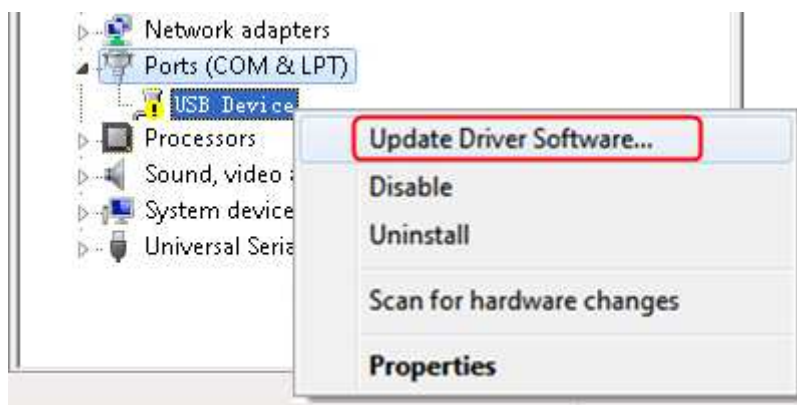 Network adapters
Ports (COM & LPT)
USB Device
Processors
Sound, video
System device
Universal Seria
Update Driver Software...
Disable
Uninstall
Scan for hardware changes
Properties